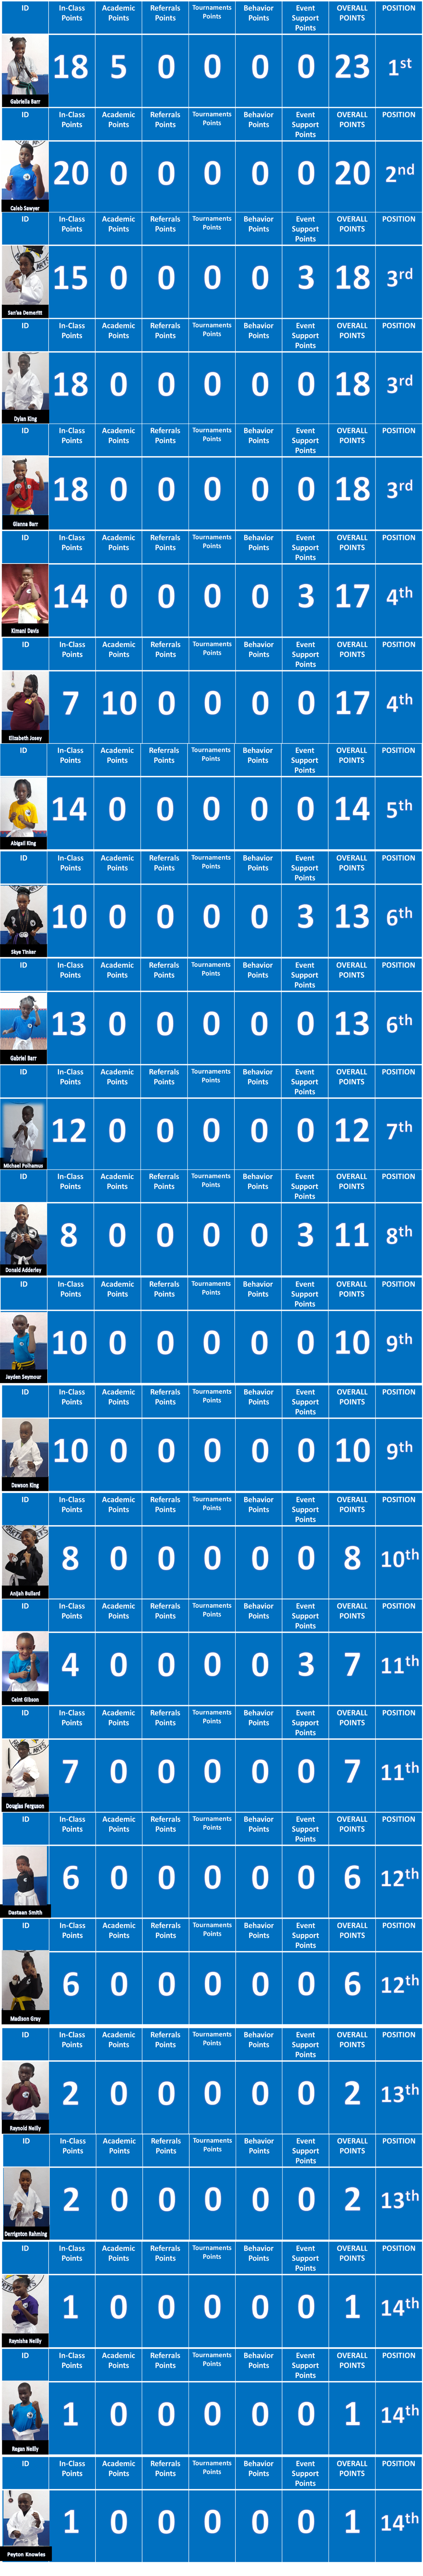 ID In-Class Points Academic Points Referrals Points Tournaments Points Behavior Points Event Support Points OVERALL POINTS POSITION
18 5 0 0 0 0 23 1st
Gabriella Barr
ID In-Class Points Academic Points Referrals Points Tournaments Points Behavior Points Event Support Points OVERALL POINTS POSITION
20 0 0 0 0 0 20 2nd
Caleb Sawyer
ID In-Class Points Academic Points Referrals Points Tournaments Points Behavior Points Event Support Points OVERALL POINTS POSITION
15 0 0 0 0 3 18 3rd
Demeritt
ID In-Class Points Academic Points Referrals Points Tournaments Points Behavior Points Event Support Points OVERALL POINTS POSITION
18 0 0 0 0 0 18 3rd
Dylan King
ID In-Class Points Academic Points Referrals Points Tournaments Points Behavior Points Event Support Points OVERALL POINTS POSITION
18 0 0 0 0 0 18 3rd
Gianna Barr
ID In-Class Points Academic Points Referrals Points Tournaments Points Behavior Points Event Support Points OVERALL POINTS POSITION
14 0 0 0 0 3 17 4th
Kimani Davis
ID In-Class Points Academic Points Referrals Points Tournaments Points Behavior Points Event Support Points OVERALL POINTS POSITION
7 10 0 0 0 0 17 4th
Elizabeth Josey
ID In-Class Points Academic Points Referrals Points Tournaments Points Behavior Points Event Support Points OVERALL POINTS POSITION
14 0 0 0 0 0 14 5th
Abigail King
ID In-Class Points Academic Points Referrals Points Tournaments Points Behavior Points Event Support Points OVERALL POINTS POSITION
10 0 0 0 0 3 13 6th
Skye Tinker
ID In-Class Points Academic Points Referrals Points Tournaments Points Behavior Points Event Support Points OVERALL POINTS POSITION
13 0 0 0 0 0 13 6th
Gabriel Barr
ID In-Class Points Academic Points Referrals Points Tournaments Points Behavior Points Event Support Points OVERALL POINTS POSITION
12 0 0 0 0 0 12 7th
Michael Polhamus
ID In-Class Points Academic Points Referrals Points Tournaments Points Behavior Points Event Support Points OVERALL POINTS POSITION
8 0 0 0 0 3 11 8th
Donald Adderley
ID In-Class Points Academic Points Referrals Points Tournaments Points Behavior Points Event Support Points OVERALL POINTS POSITION
10 0 0 0 0 0 10 9th
Jayden Seymour
ID In-Class Points Academic Points Referrals Points Tournaments Points Behavior Points Event Support Points OVERALL POINTS POSITION
10 0 0 0 0 0 10 9th
Dawson King
ID In-Class Points Academic Points Referrals Points Tournaments Points Behavior Points Event Support Points OVERALL POINTS POSITION
8 0 0 0 0 0 8 10th
Anijah Bullard
ID In-Class Points Academic Points Referrals Points Tournaments Points Behavior Points Event Support Points OVERALL POINTS POSITION
4 0 0 0 0 3 7 11th
Ceint Gibson
ID In-Class Points Academic Points Referrals Points Tournaments Points Behavior Points Event Support Points OVERALL POINTS POSITION
7 0 0 0 0 0 7 11th
Douglas Ferguson
ID In-Class Points Academic Points Referrals Points Tournaments Points Behavior Points Event Support Points OVERALL POINTS POSITION
6 0 0 0 0 0 6 12th
Dastaan Smith
ID In-Class Points Academic Points Referrals Points Tournaments Points Behavior Points Event Support Points OVERALL POINTS POSITION
6 0 0 0 0 0 6 12th
Madison Gray
ID In-Class Points Academic Points Referrals Points Tournaments Points Behavior Points Event Support Points OVERALL POINTS POSITION
2 0 0 0 0 0 2 13th
Raynold Neilly
ID In-Class Points Academic Points Referrals Points Tournaments Points Behavior Points Event Support Points OVERALL POINTS POSITION
2 0 0 0 0 0 2 13th
Derrignton Rahming
ID In-Class Points Academic Points Referrals Points Tournaments Points Behavior Points Event Support Points OVERALL POINTS POSITION
1 0 0 0 0 0 1 14th
Raynisha Neilly
ID In-Class Points Academic Points Referrals Points Tournaments Points Behavior Points Event Support Points OVERALL POINTS POSITION
1 0 0 0 0 0 1 14th
Regan Neilly
ID In-Class Points Academic Points Referrals Points Tournaments Points Behavior Points Event Support Points OVERALL POINTS POSITION
1 0 0 0 0 0 1 14th
Peyton Knowles